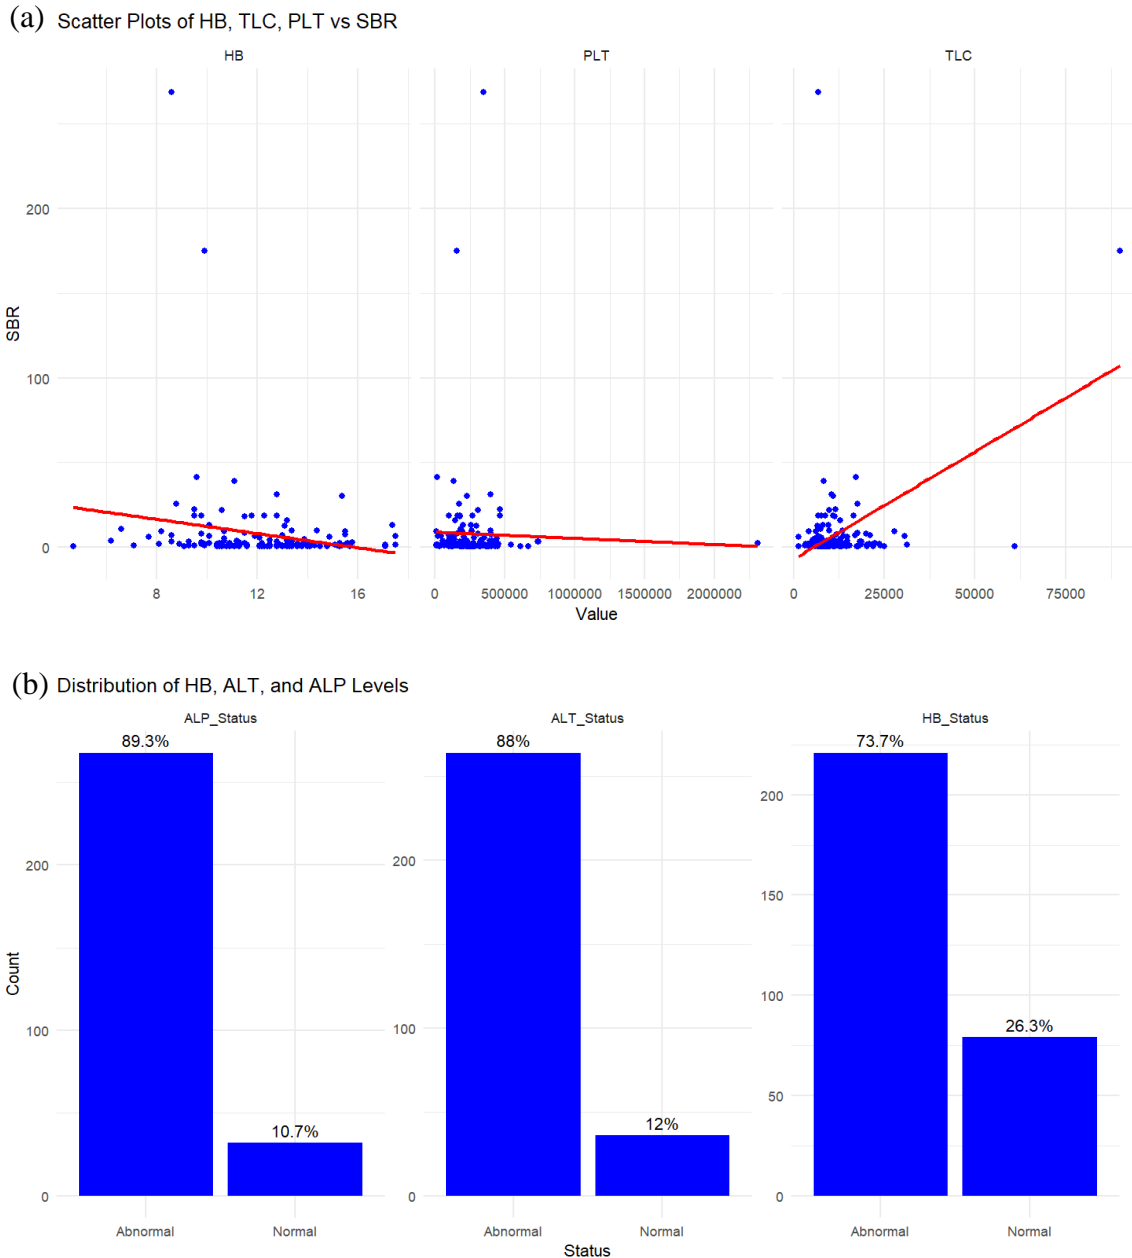 (a) Scatter Plots of HB, TLC, PLT vs SBR
HB PLT TLC
200
100
0
SBR
8 12 16 0 500000 1000000 1500000 2000000 0 25000 50000 75000
Value
(b) Distribution of HB, ALT, and ALP Levels
ALP_Status ALT_Status HB_Status
89.3% 88% 73.7%
10.7% 12% 26.3%
200 200 200
150
100 100 100
50
0 0 0
Count
Abnormal Normal Abnormal Normal Abnormal Normal
Status